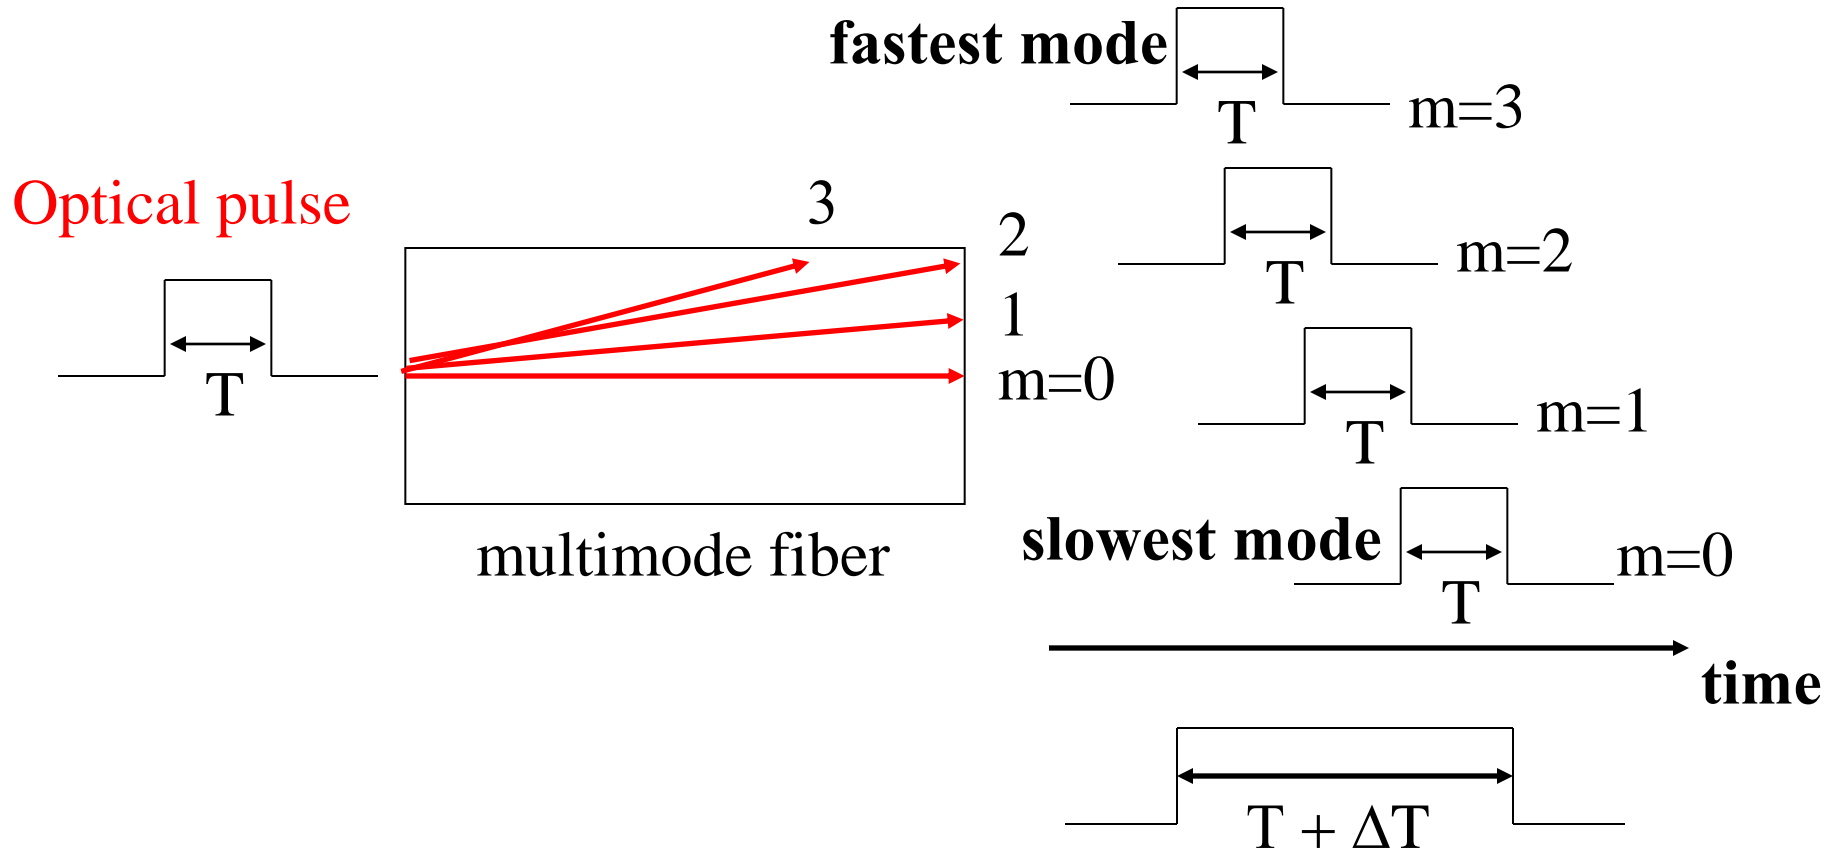 fastest mode
T
m=3
Optical pulse
3
2
T
m=2
1
T
m=0
T
m=1
multimode fiber
slowest mode
T
m=0
time
T + ΔT